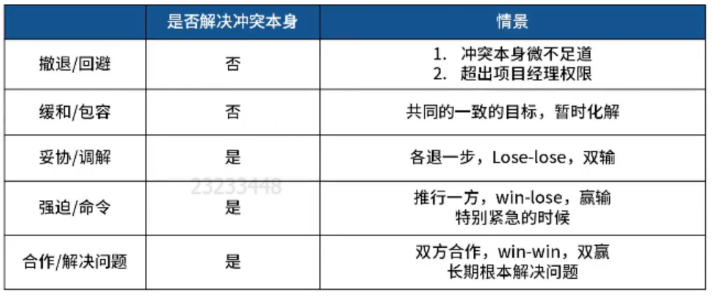 是否解决冲突本身 情景
撤退/回避 否 1. 冲突本身微不足道
2. 超出项目经理权限
缓和/包容 否 共同的一致的目标，暂时化解
妥协/调解 是 各退一步，Lose-lose，双输
23233448
强迫/命令 是 推行一方，win-lose，赢输
特别紧急的时候
合作/解决问题 是 双方合作，win-win，双赢
长期根本解决问题